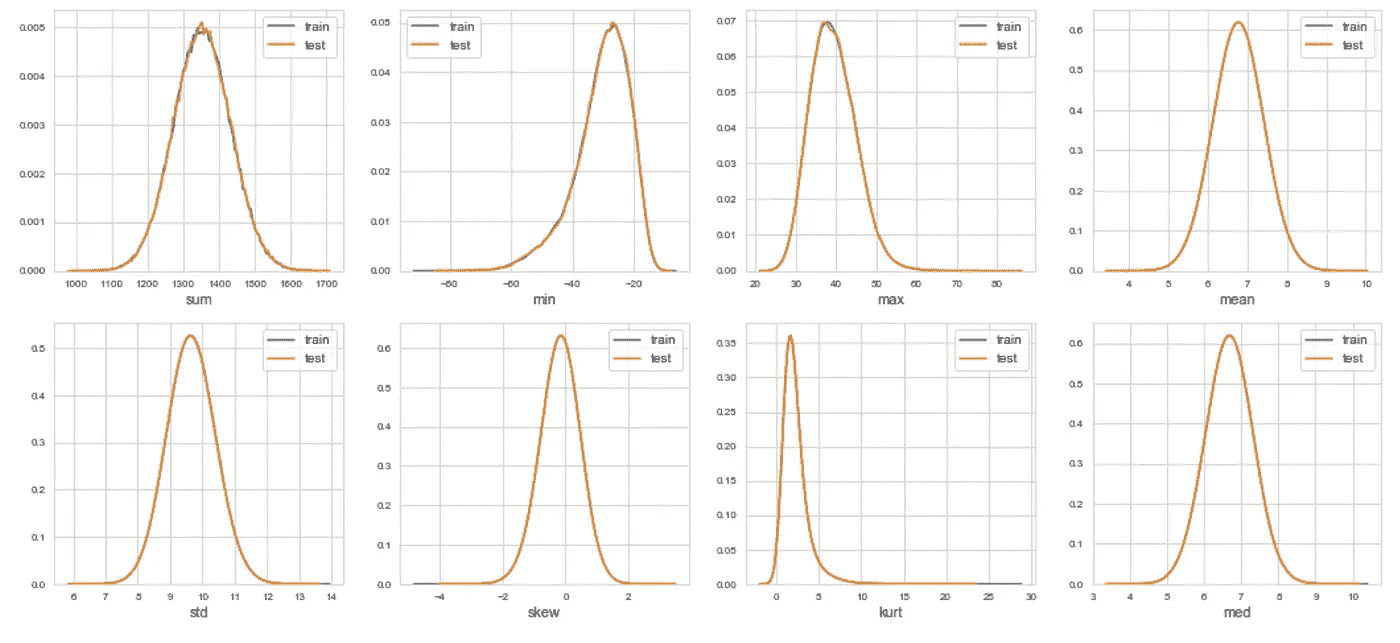 0.005
0.004
0.003
0.002
0.001
0.000
train
test
1000 1100 1200 1300 1400 1500 1600 1700
sum
0.05
0.04
0.03
0.02
0.01
0.00
train
test
−80 −60 −40 −20
min
0.07
0.06
0.05
0.04
0.03
0.02
0.01
0.00
train
test
20 30 40 50 60 70 80
max
0.6
0.5
0.4
0.3
0.2
0.1
0.0
train
test
4 5 6 7 8 9 10
mean
0.5
0.4
0.3
0.2
0.1
0.0
train
test
6 7 8 9 10 11 12 13 14
std
0.6
0.5
0.4
0.3
0.2
0.1
0.0
train
test
−4 −2 0 2
skew
0.35
0.30
0.25
0.20
0.15
0.10
0.05
0.00
train
test
0 5 10 15 20 25 30
kurt
0.6
0.5
0.4
0.3
0.2
0.1
0.0
train
test
3 4 5 6 7 8 9 10
med